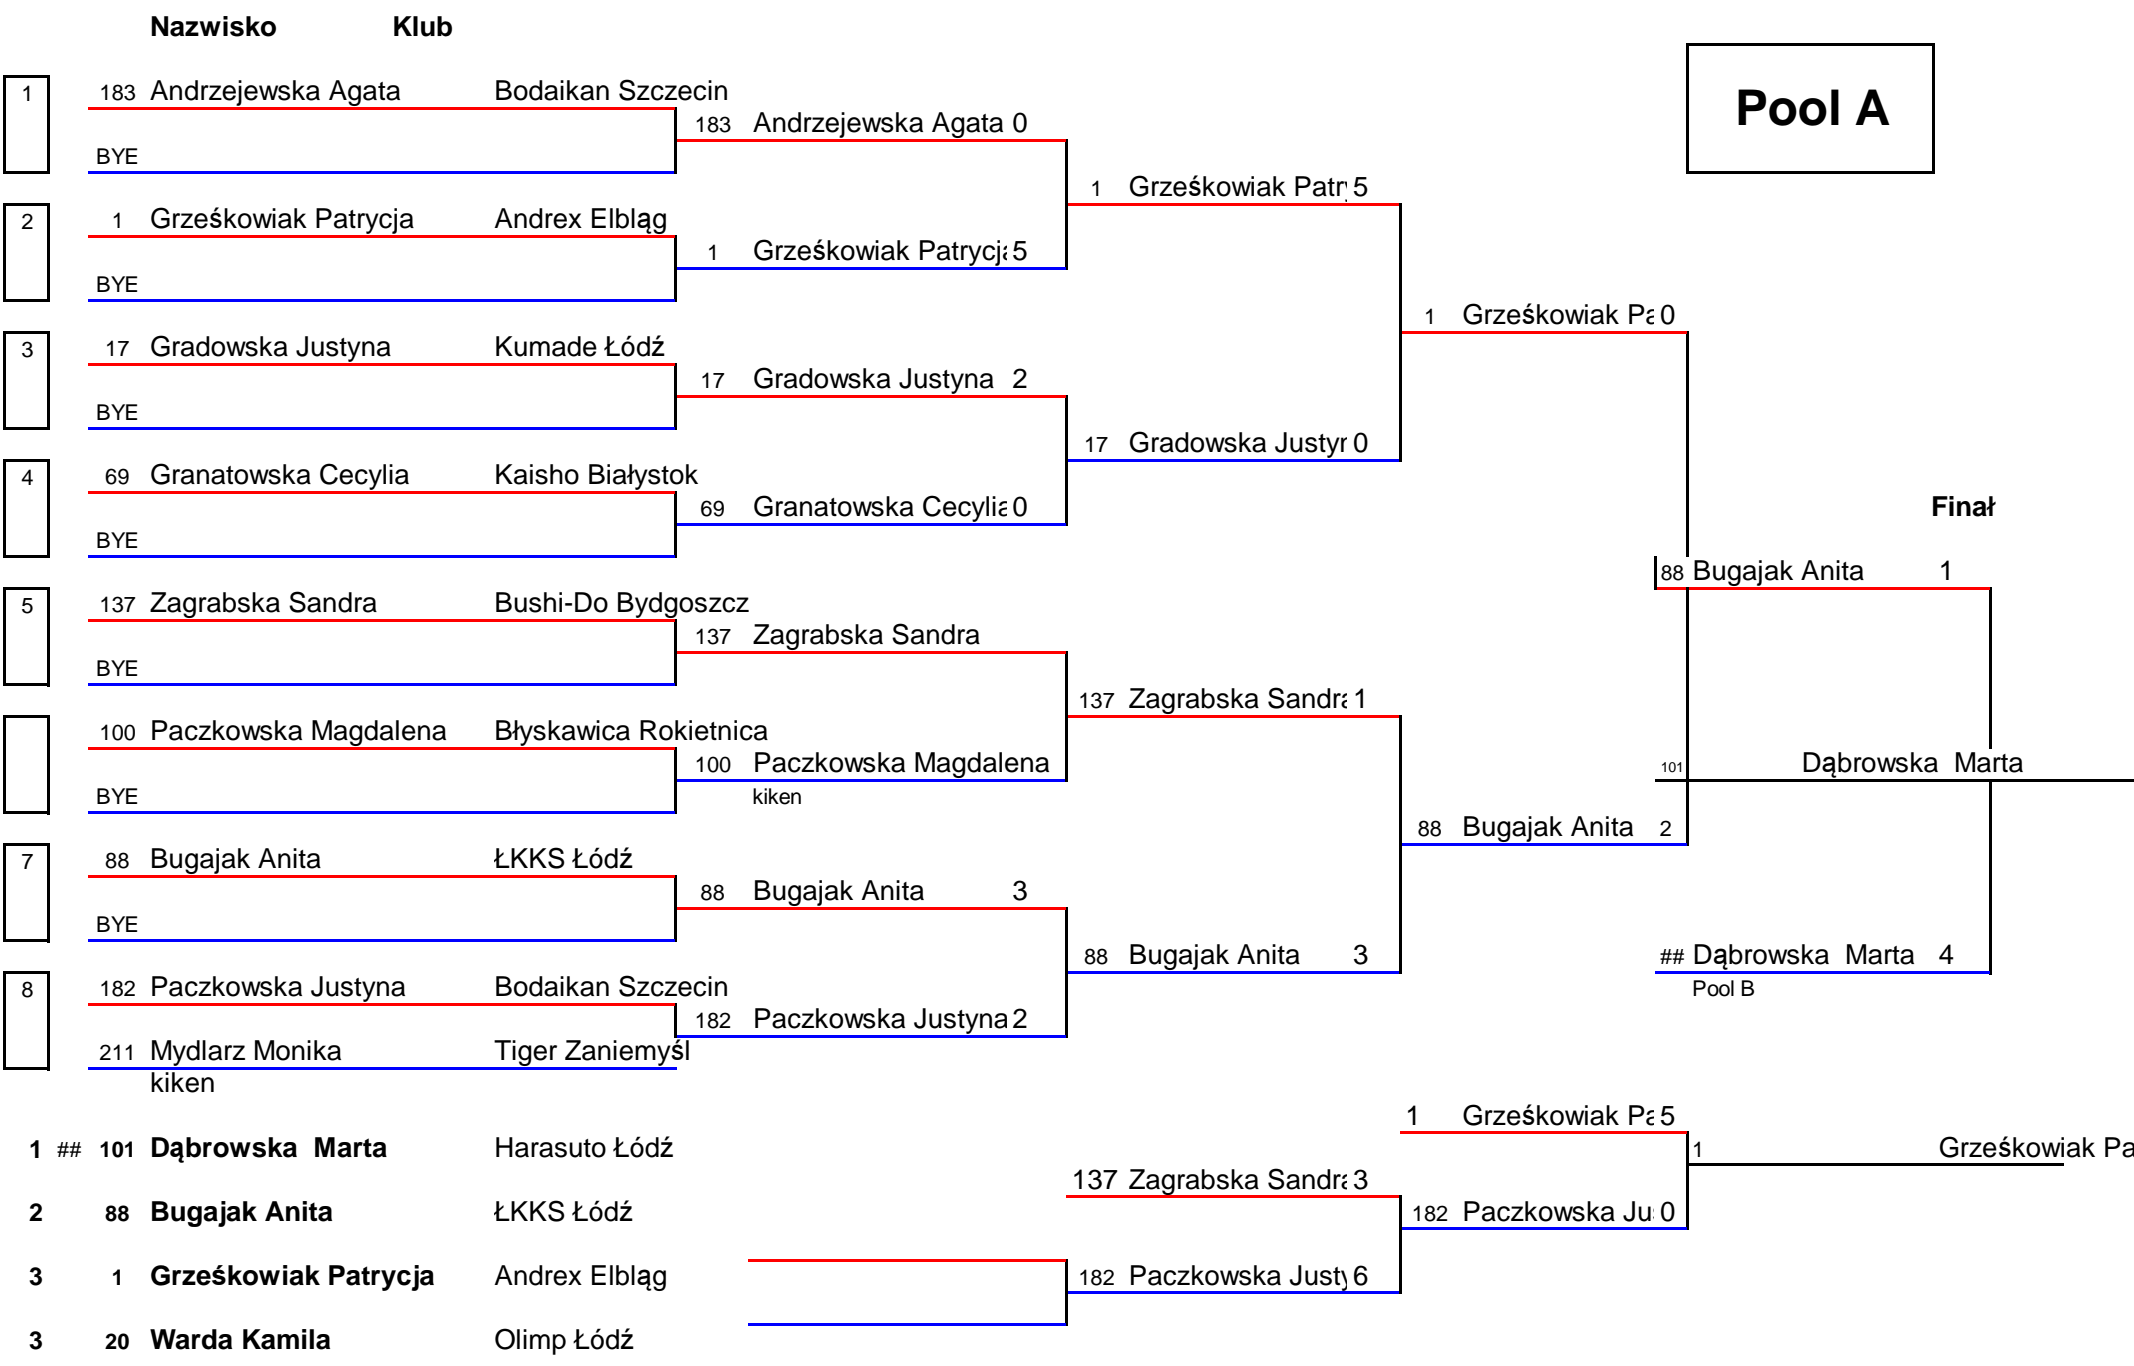 Nazwisko Klub
Pool A
1 183 Andrzejewska Agata Bodaikan Szczecin
183 Andrzejewska Agata 0
BYE
1 Grześkowiak Patry 5
2 1 Grześkowiak Patrycja Andrex Elbląg
1 Grześkowiak Patrycja 5
BYE
1 Grześkowiak Pa 0
3 17 Gradowska Justyna Kumade Łódź
17 Gradowska Justyna 2
BYE
17 Gradowska Justyn 0
4 69 Granatowska Cecylia Kaisho Białystok
69 Granatowska Cecylia 0
Finał
BYE
88 Bugajak Anita 1
5 137 Zagrabska Sandra Bushi-Do Bydgoszcz
137 Zagrabska Sandra
BYE
137 Zagrabska Sandra 1
100 Paczkowska Magdalena Błyskawica Rokietnica
100 Paczkowska Magdalena
101 Dąbrowska Marta
BYE
kiken
88 Bugajak Anita 2
7 88 Bugajak Anita ŁKKS Łódź
88 Bugajak Anita 3
BYE
88 Bugajak Anita 3
## Dąbrowska Marta 4
8 182 Paczkowska Justyna Bodaikan Szczecin
Pool B
182 Paczkowska Justyna 2
211 Mydlarz Monika Tiger Zaniemyśl
kiken
1 Grześkowiak Pa 5
1 ## 101 Dąbrowska Marta Harasuto Łódź
1 Grześkowiak Pa
137 Zagrabska Sandra 3
2 88 Bugajak Anita ŁKKS Łódź
182 Paczkowska Ju 0
3 1 Grześkowiak Patrycja Andrex Elbląg
182 Paczkowska Justy 6
3 20 Warda Kamila Olimp Łódź